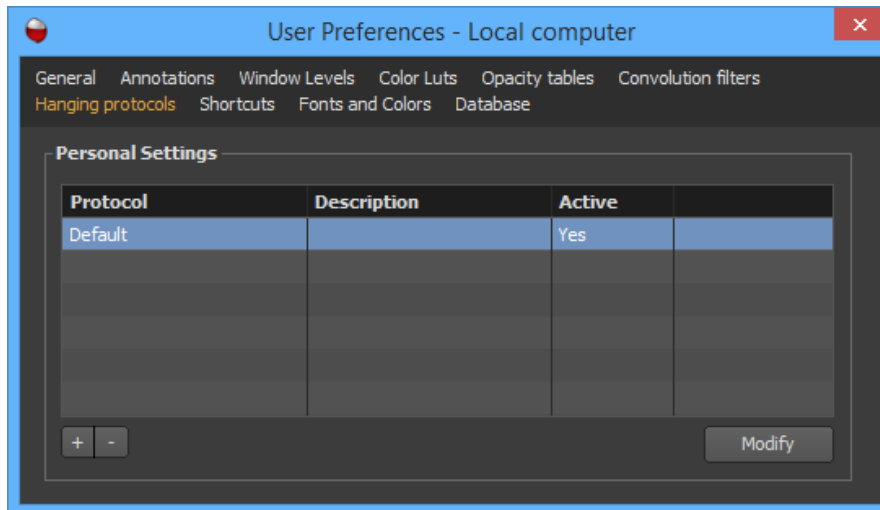 User Preferences - Local computer
General Annotations Window Levels Color Luts Opacity tables Convolution filters
Hanging protocols Shortcuts Fonts and Colors Database
Personal Settings
Protocol Description Active
Default Yes
+ - Modify